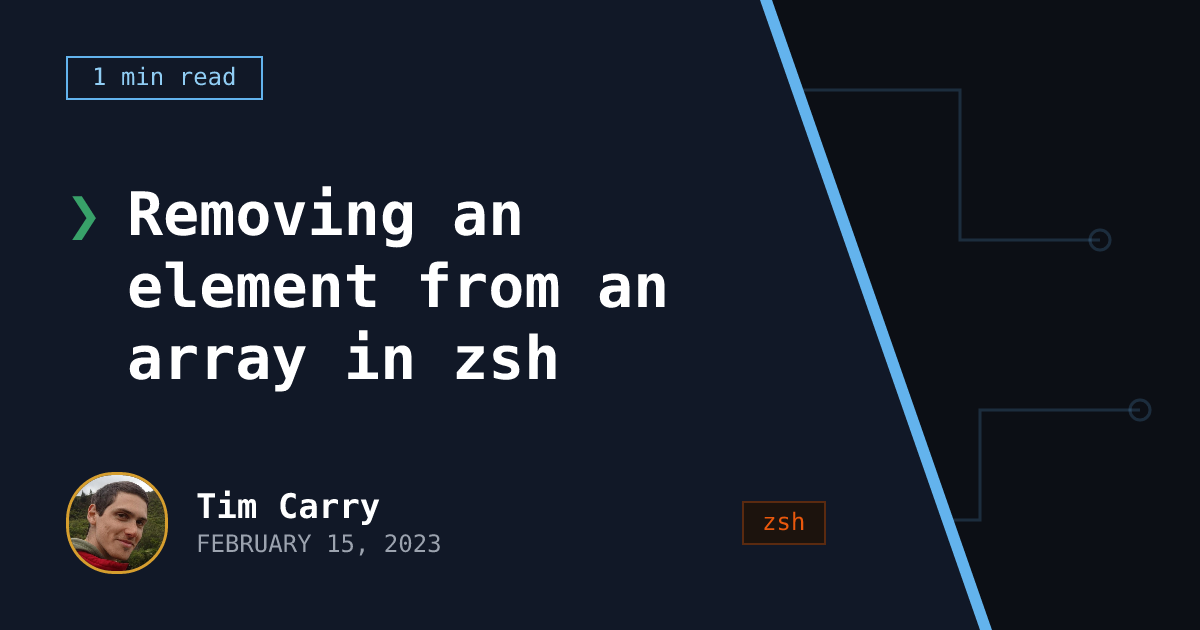 1 min read
❯ Removing an
element from an
array in zsh
Tim Carry
FEBRUARY 15, 2023
zsh